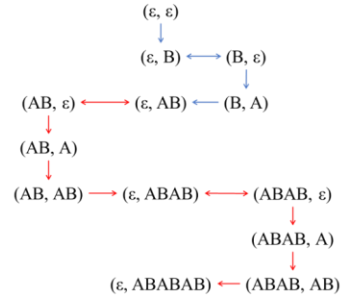 (ε, ε)
(ε, B) (B, ε)
(AB, ε) (ε, AB) (B, A)
(AB, A)
(AB, AB) (ε, ABAB) (ABAB, ε)
(ABAB, A)
(ε, ABABAB) (ABAB, AB)